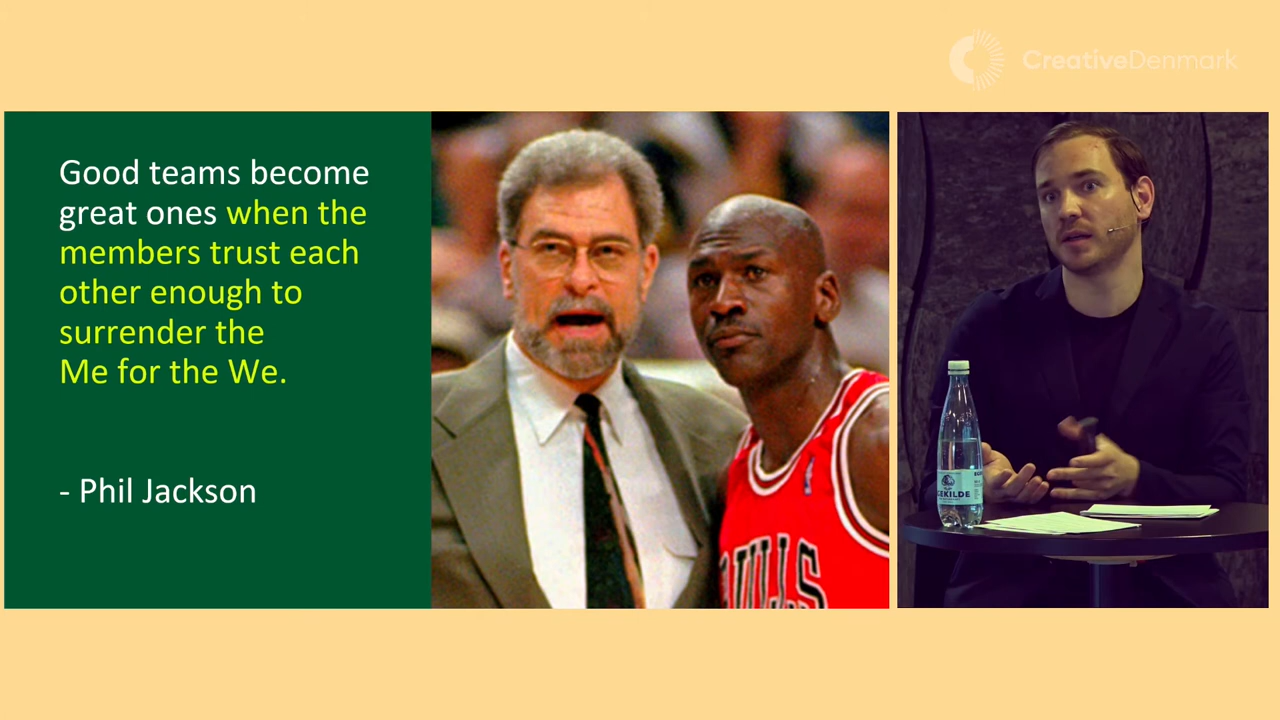 CreativeDenmark
Good teams become
great ones when the
members trust each
other enough to
surrender the
Me for the We.
- Phil Jackson
BULLS
EKILDE